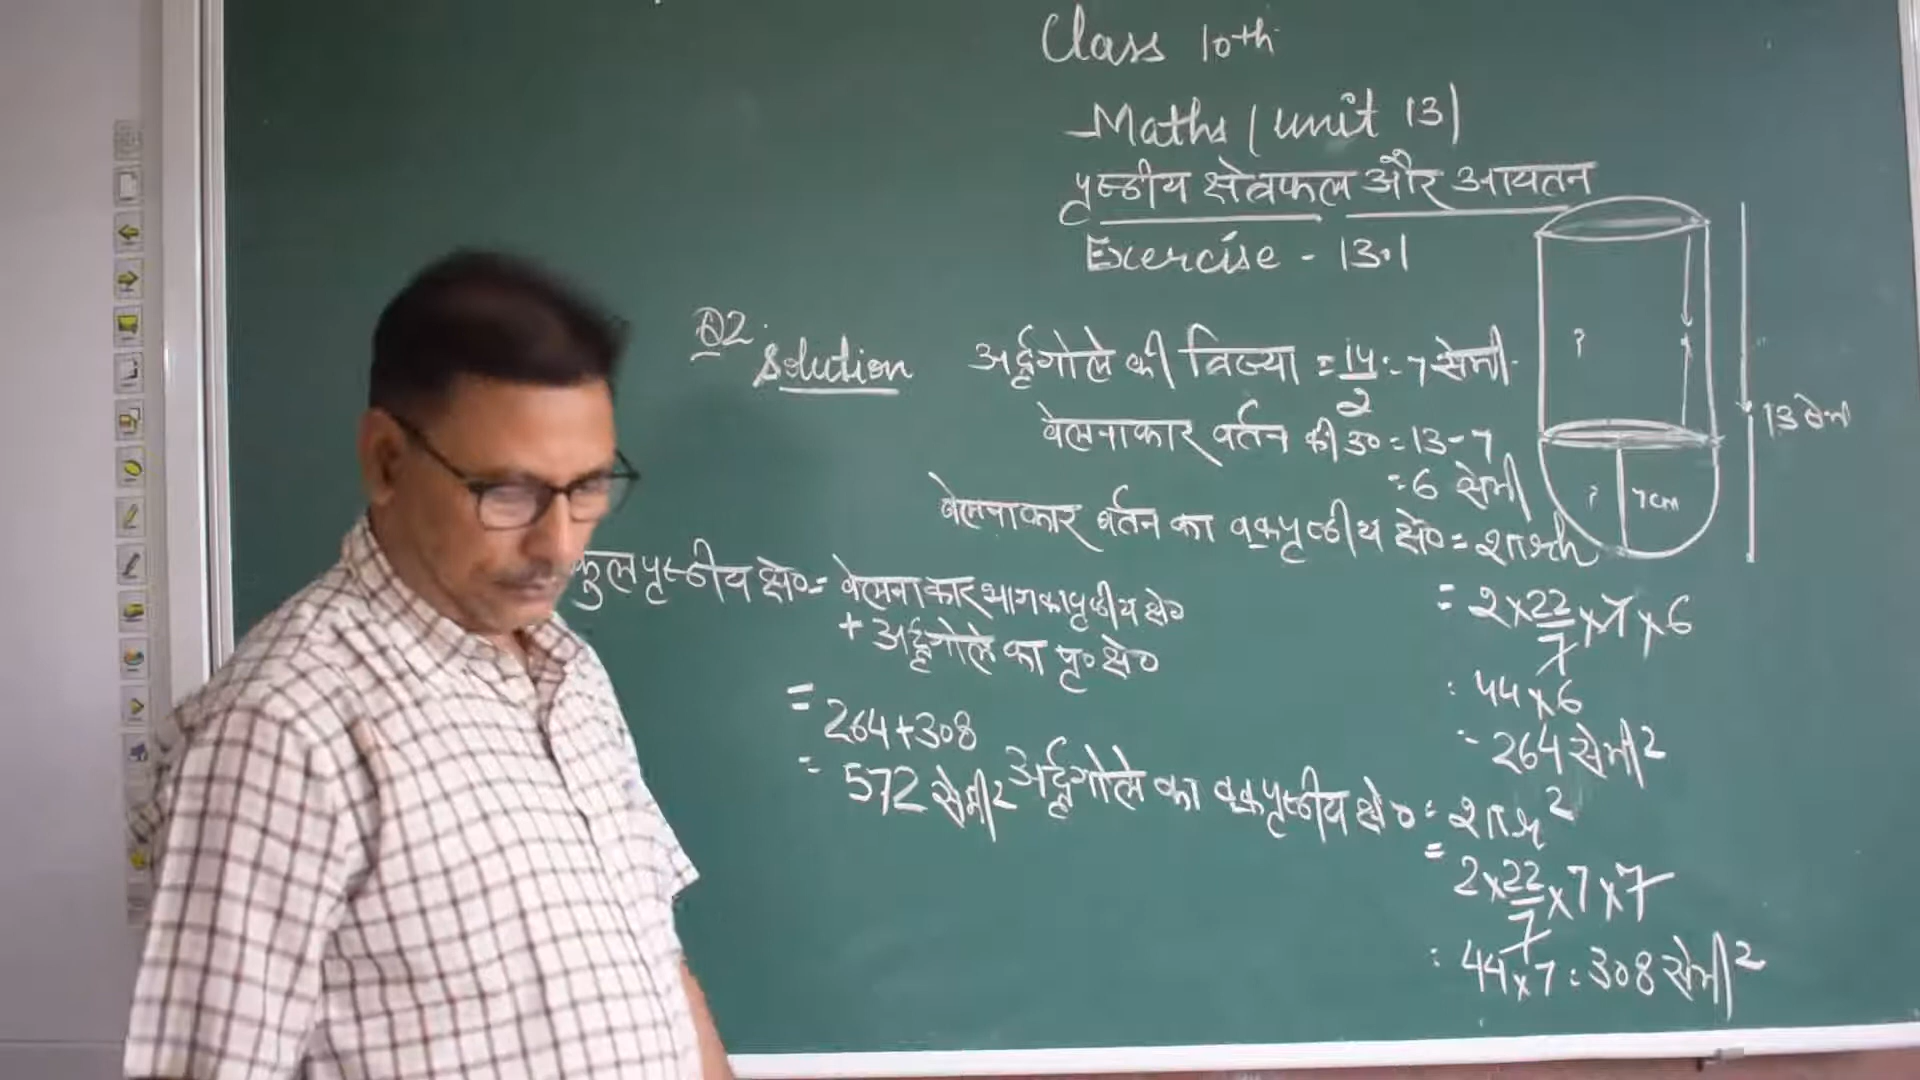 Class 10th
Maths (unit 13)
पृष्ठीय क्षेत्रफल और आयतन
Exercise - 13.1
Q2. Solution
अर्द्धगोले की त्रिज्या = 14/2 = 7 सेमी
बेलनाकार बर्तन की ऊ० = 13-7
= 6 सेमी
बेलनाकार बर्तन का वक्रपृष्ठीय क्षे० = 2πrh
= 2 x 22/7 x 7 x 6
= 44 x 6
= 264 सेमी²
अर्द्धगोले का वक्रपृष्ठीय क्षे० = 2πr²
= 2 x 22/7 x 7 x 7
= 44 x 7 = 308 सेमी²
कुल पृष्ठीय क्षे० = बेलनाकार भाग का पृष्ठीय क्षे०
+ अर्द्धगोले का पृ० क्षे०
= 264+308
= 572 सेमी²
?
13 सेमी
?
7cm